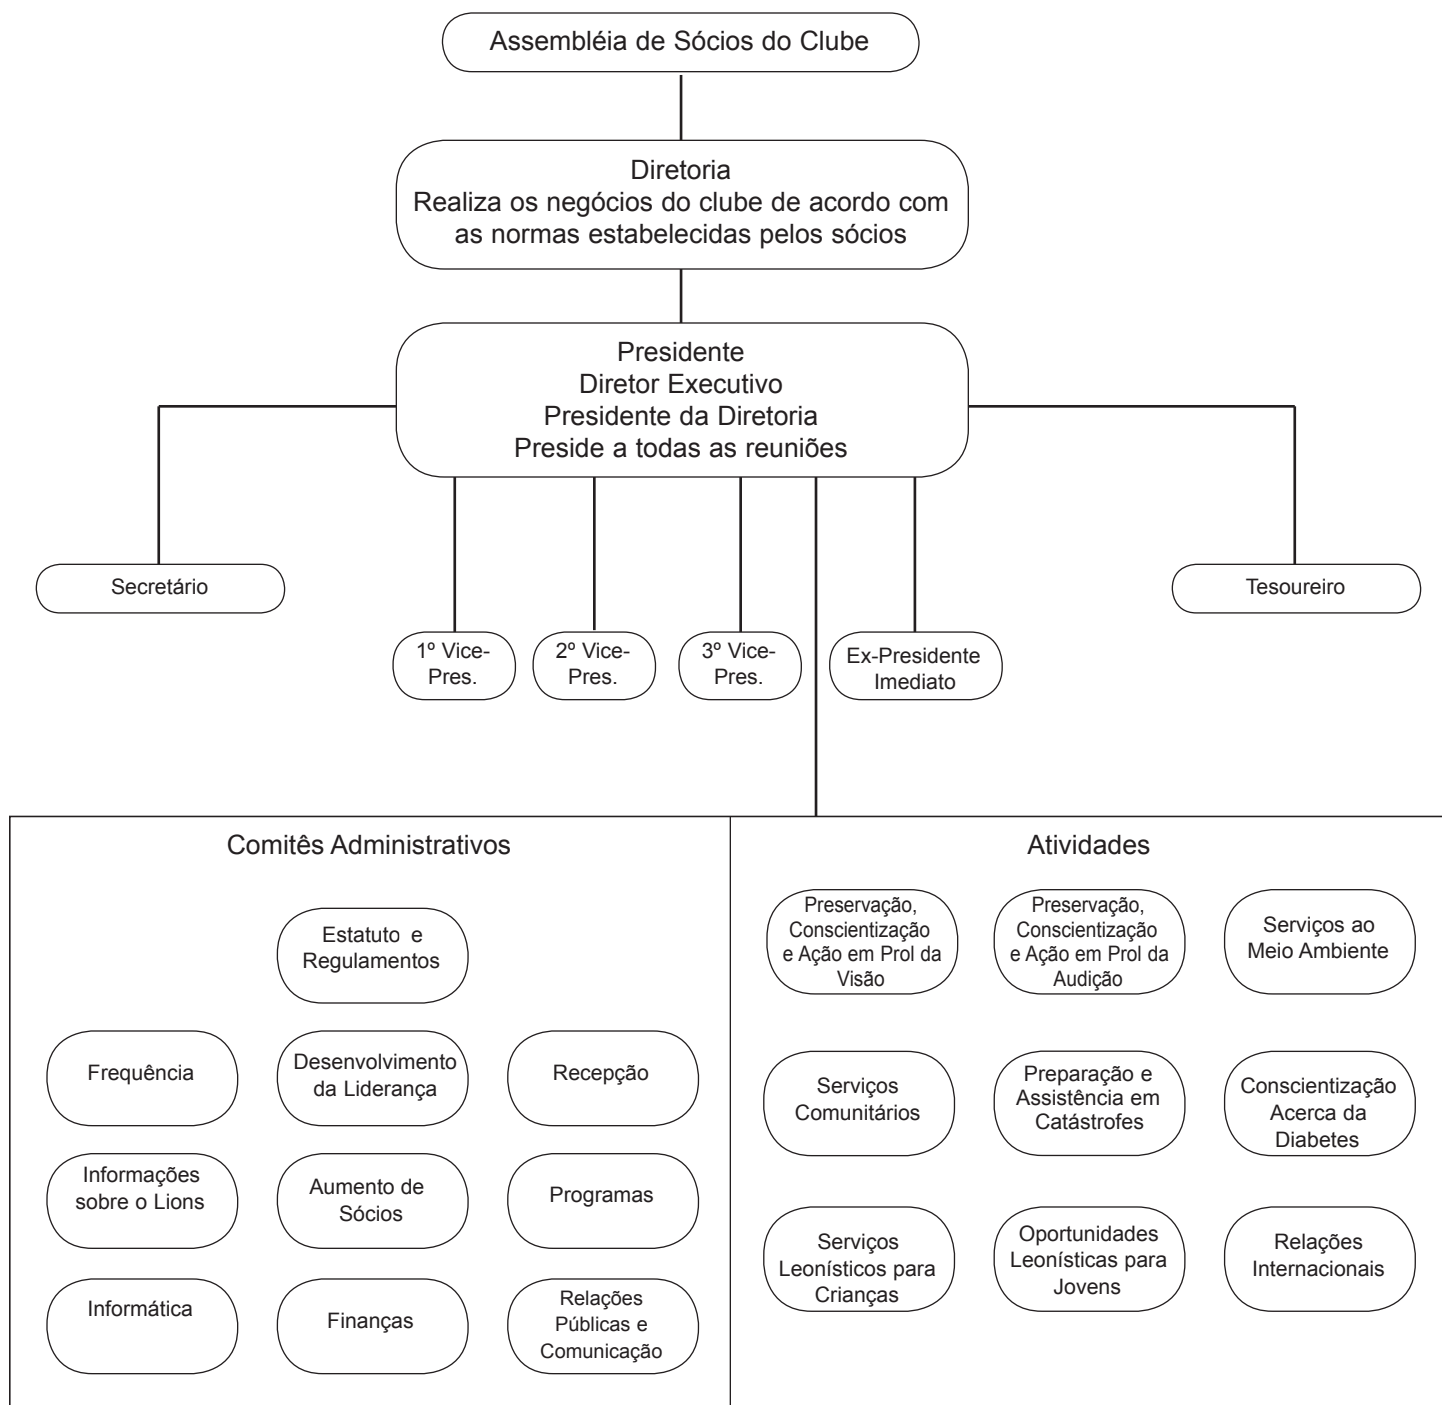 Assembléia de Sócios do Clube
Diretoria
Realiza os negócios do clube de acordo com
as normas estabelecidas pelos sócios
Presidente
Diretor Executivo
Presidente da Diretoria
Preside a todas as reuniões
Secretário
Tesoureiro
1º Vice-
Pres.
2º Vice-
Pres.
3º Vice-
Pres.
Ex-Presidente
Imediato
Comitês Administrativos
Estatuto e
Regulamentos
Frequência
Desenvolvimento
da Liderança
Recepção
Informações
sobre o Lions
Aumento de
Sócios
Programas
Informática
Finanças
Relações
Públicas e
Comunicação
Atividades
Preservação,
Conscientização
e Ação em Prol da
Visão
Preservação,
Conscientização
e Ação em Prol da
Audição
Serviços ao
Meio Ambiente
Serviços
Comunitários
Preparação e
Assistência em
Catástrofes
Conscientização
Acerca da
Diabetes
Serviços
Leonísticos para
Crianças
Oportunidades
Leonísticas para
Jovens
Relações
Internacionais